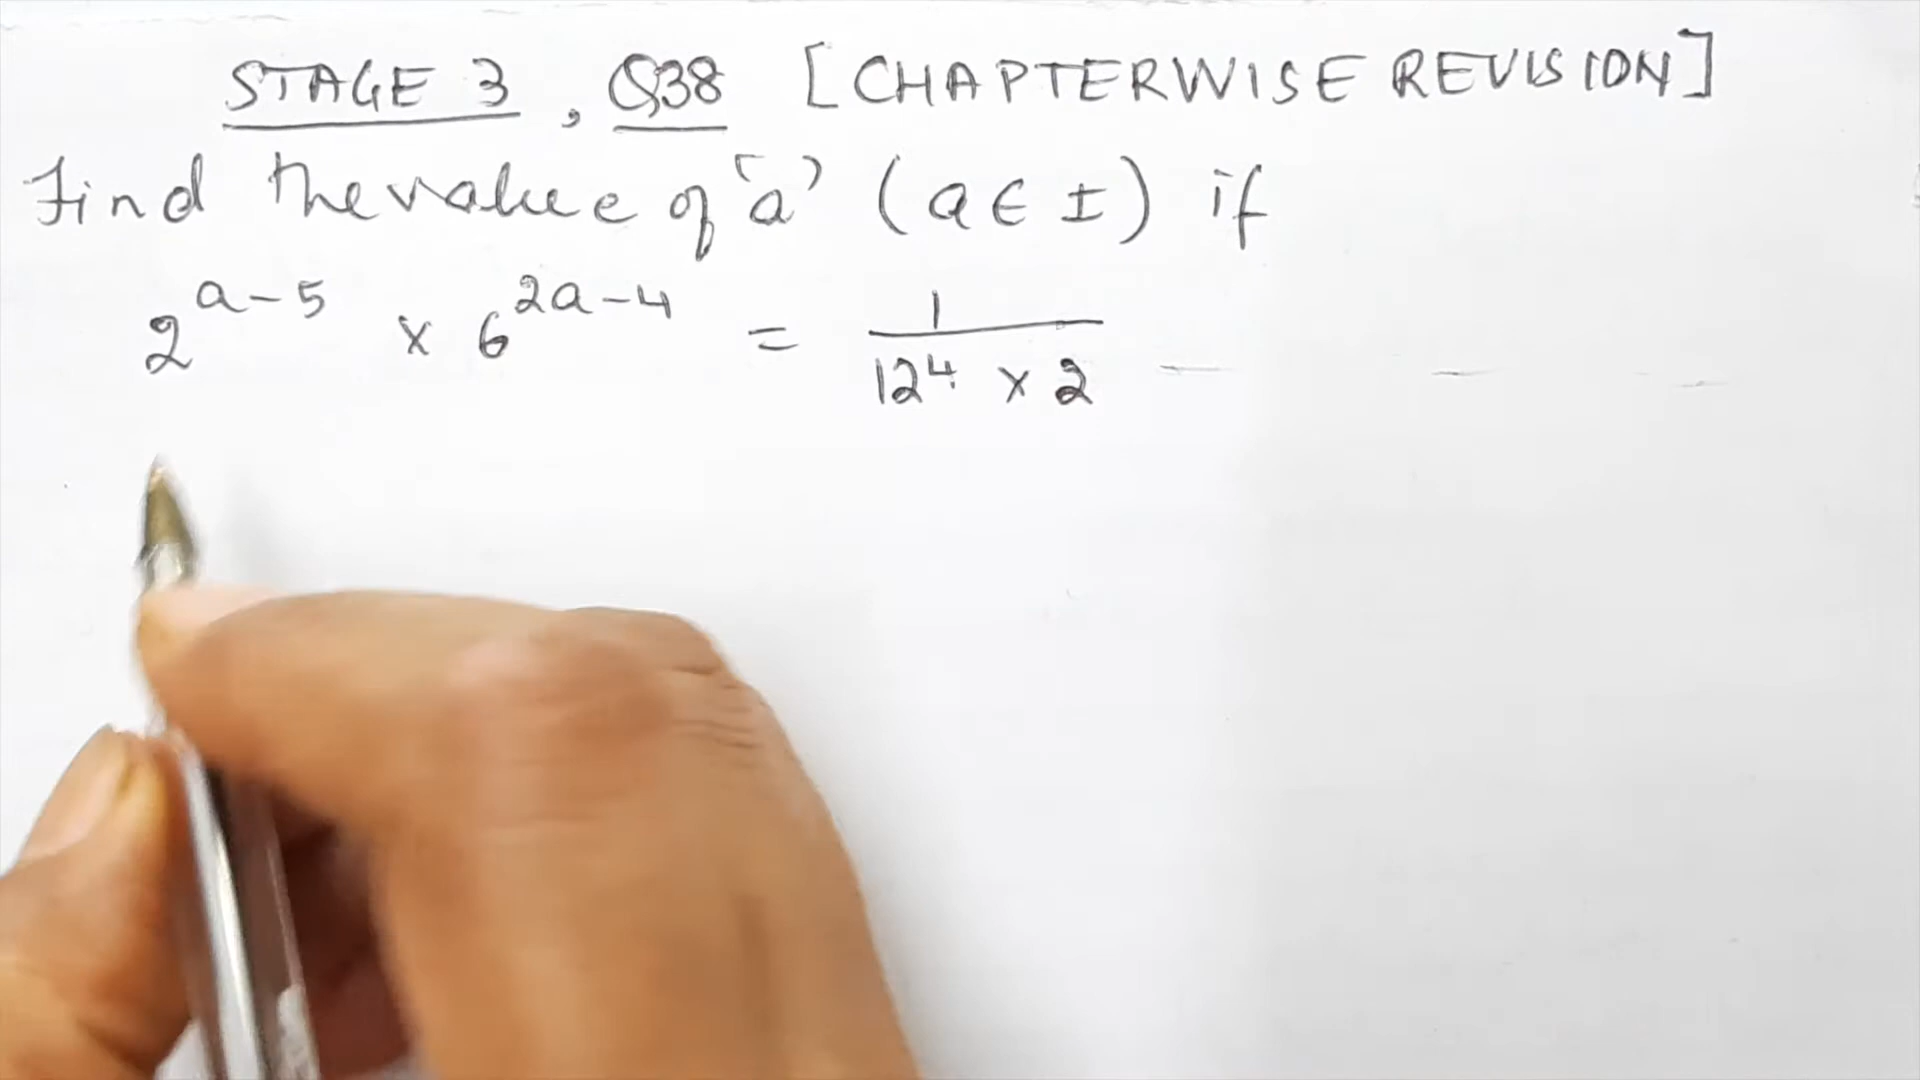 STAGE 3, Q38 [CHAPTERWISE REVISION]
Find the value of 'a' (a ∈ I) if
2^(a-5) × 6^(2a-4) = 1/(12^4 × 2)